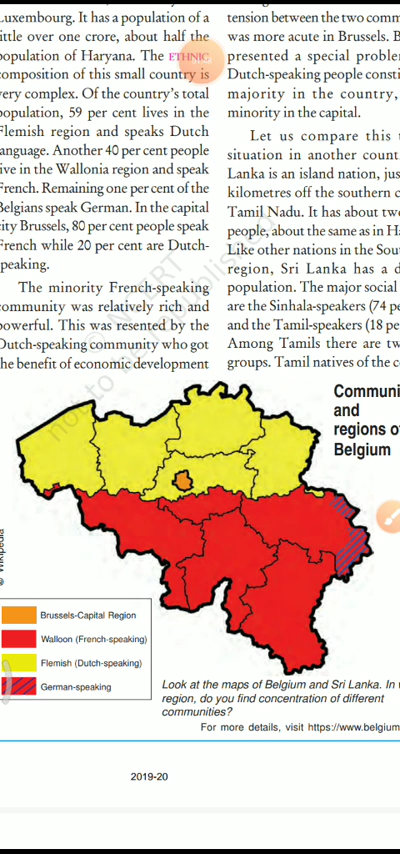 Luxembourg. It has a population of a
little over one crore, about half the
population of Haryana. The ETHNIC
composition of this small country is
very complex. Of the country's total
population, 59 per cent lives in the
Flemish region and speaks Dutch
language. Another 40 per cent people
live in the Wallonia region and speak
French. Remaining one per cent of the
Belgians speak German. In the capital
city Brussels, 80 per cent people speak
French while 20 per cent are Dutch-
speaking.
The minority French-speaking
community was relatively rich and
powerful. This was resented by the
Dutch-speaking community who got
the benefit of economic development
tension between the two comm
was more acute in Brussels. B
presented a special proble
Dutch-speaking people consti
majority in the country,
minority in the capital.
Let us compare this t
situation in another count
Lanka is an island nation, jus
kilometres off the southern c
Tamil Nadu. It has about tw
people, about the same as in Ha
Like other nations in the Sou
region, Sri Lanka has a d
population. The major social
are the Sinhala-speakers (74 pe
and the Tamil-speakers (18 pe
Among Tamils there are tw
groups. Tamil natives of the c
© NCERT
not to be republished
Communi
and
regions o
Belgium
© Wikipedia
Brussels-Capital Region
Walloon (French-speaking)
Flemish (Dutch-speaking)
German-speaking
Look at the maps of Belgium and Sri Lanka. In
region, do you find concentration of different
communities?
For more details, visit https://www.belgium
2019-20